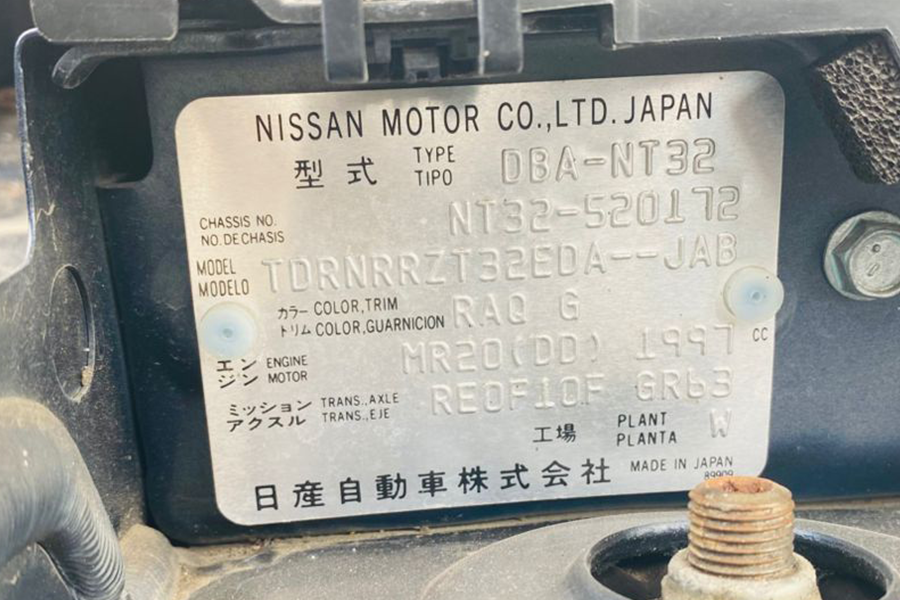 NISSAN MOTOR CO.,LTD. JAPAN
型式 TYPE TIPO DBA-NT32
CHASSIS NO. NO. DE CHASIS NT32-520172
MODEL MODELO TDRNRRZT32EDA--JAB
カラー COLOR,TRIM
トリム COLOR,GUARNICION RAQ G
エンジン ENGINE MOTOR MR20(DD) 1997 CC
ミッション TRANS.,AXLE
アクスル TRANS.,EJE RE0F10F GR63
工場 PLANT PLANTA W
日産自動車株式会社 MADE IN JAPAN
89909